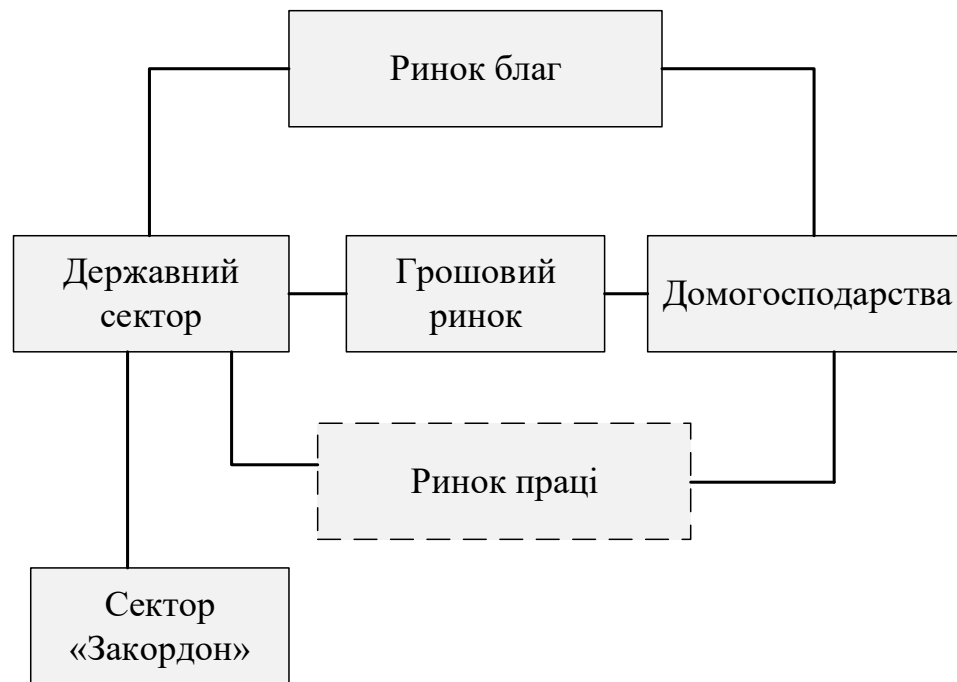 Ринок благ
Державний
сектор
Грошовий
ринок
Домогосподарства
Ринок праці
Сектор
«Закордон»